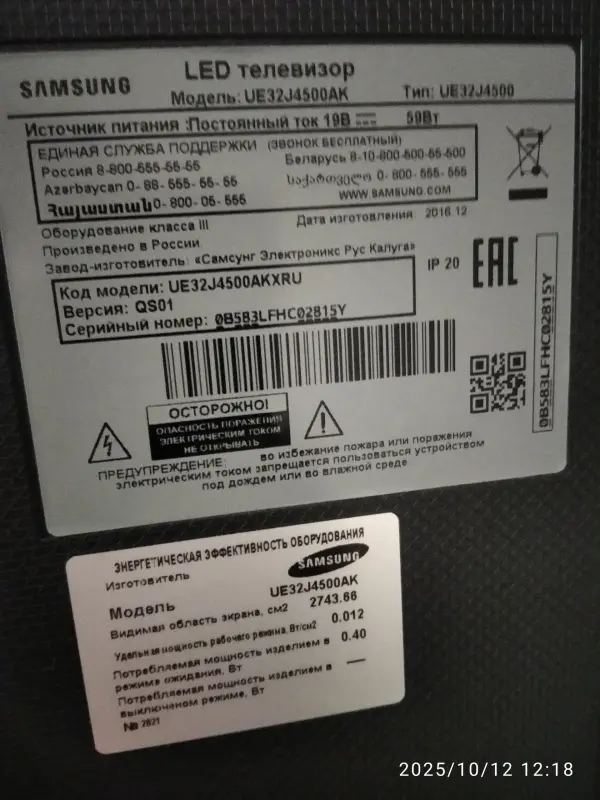 SAMSUNG
LED телевизор
Модель: UE32J4500AK
Тип: UE32J4500
Источник питания :Постоянный ток 19В 59Вт
ЕДИНАЯ СЛУЖБА ПОДДЕРЖКИ (ЗВОНОК БЕСПЛАТНЫЙ)
Россия 8-800-555-55-55
Беларусь 8-10-800-500-55-500
Azərbaycan 0- 88- 555- 55- 55
საქართველო 0- 800- 555- 555
Հայաստան 0- 800- 05- 555
WWW.SAMSUNG.COM
Оборудование класса III
Дата изготовления 2016 12
Произведено в России
Завод-изготовитель: «Самсунг Электроникс Рус Калуга»
IP 20
EAC
Код модели: UE32J4500AKXRU
Версия: QS01
Серийный номер: 0B583LFHC02815Y
0B583LFHC02815Y
ОСТОРОЖНО!
ОПАСНОСТЬ ПОРАЖЕНИЯ
ЭЛЕКТРИЧЕСКИМ ТОКОМ
НЕ ОТКРЫВАТЬ
ПРЕДУПРЕЖДЕНИЕ: во избежание пожара или поражения
электрическим током запрещается пользоваться устройством
под дождем или во влажной среде
ЭНЕРГЕТИЧЕСКАЯ ЭФФЕКТИВНОСТЬ ОБОРУДОВАНИЯ
Изготовитель SAMSUNG
Модель UE32J4500AK
Видимая область экрана, см2 2743.66
Удельная мощность рабочего режима, Вт/см2 0.012
Потребляемая мощность изделием в 0.40
режиме ожидания, Вт
Потребляемая мощность изделием в —
выключеном режиме, Вт
№ 2821
2025/10/12 12:18